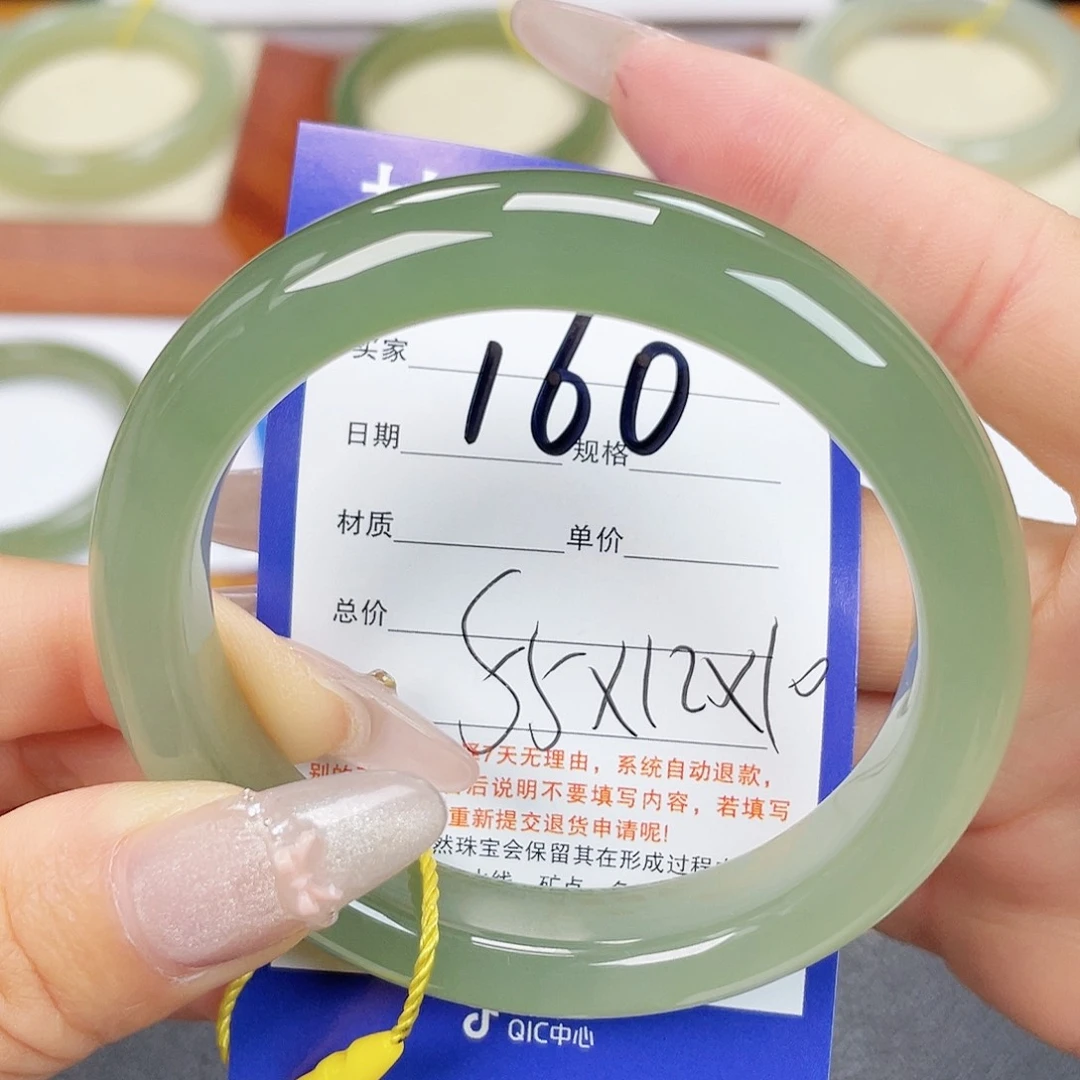 160
买家
日期 规格
材质 单价
总价
55x12x10
7天无理由，系统自动退款，
后说明不要填写内容，若填写
重新提交退货申请呢!
然珠宝会保留其在形成过程
QIC中心